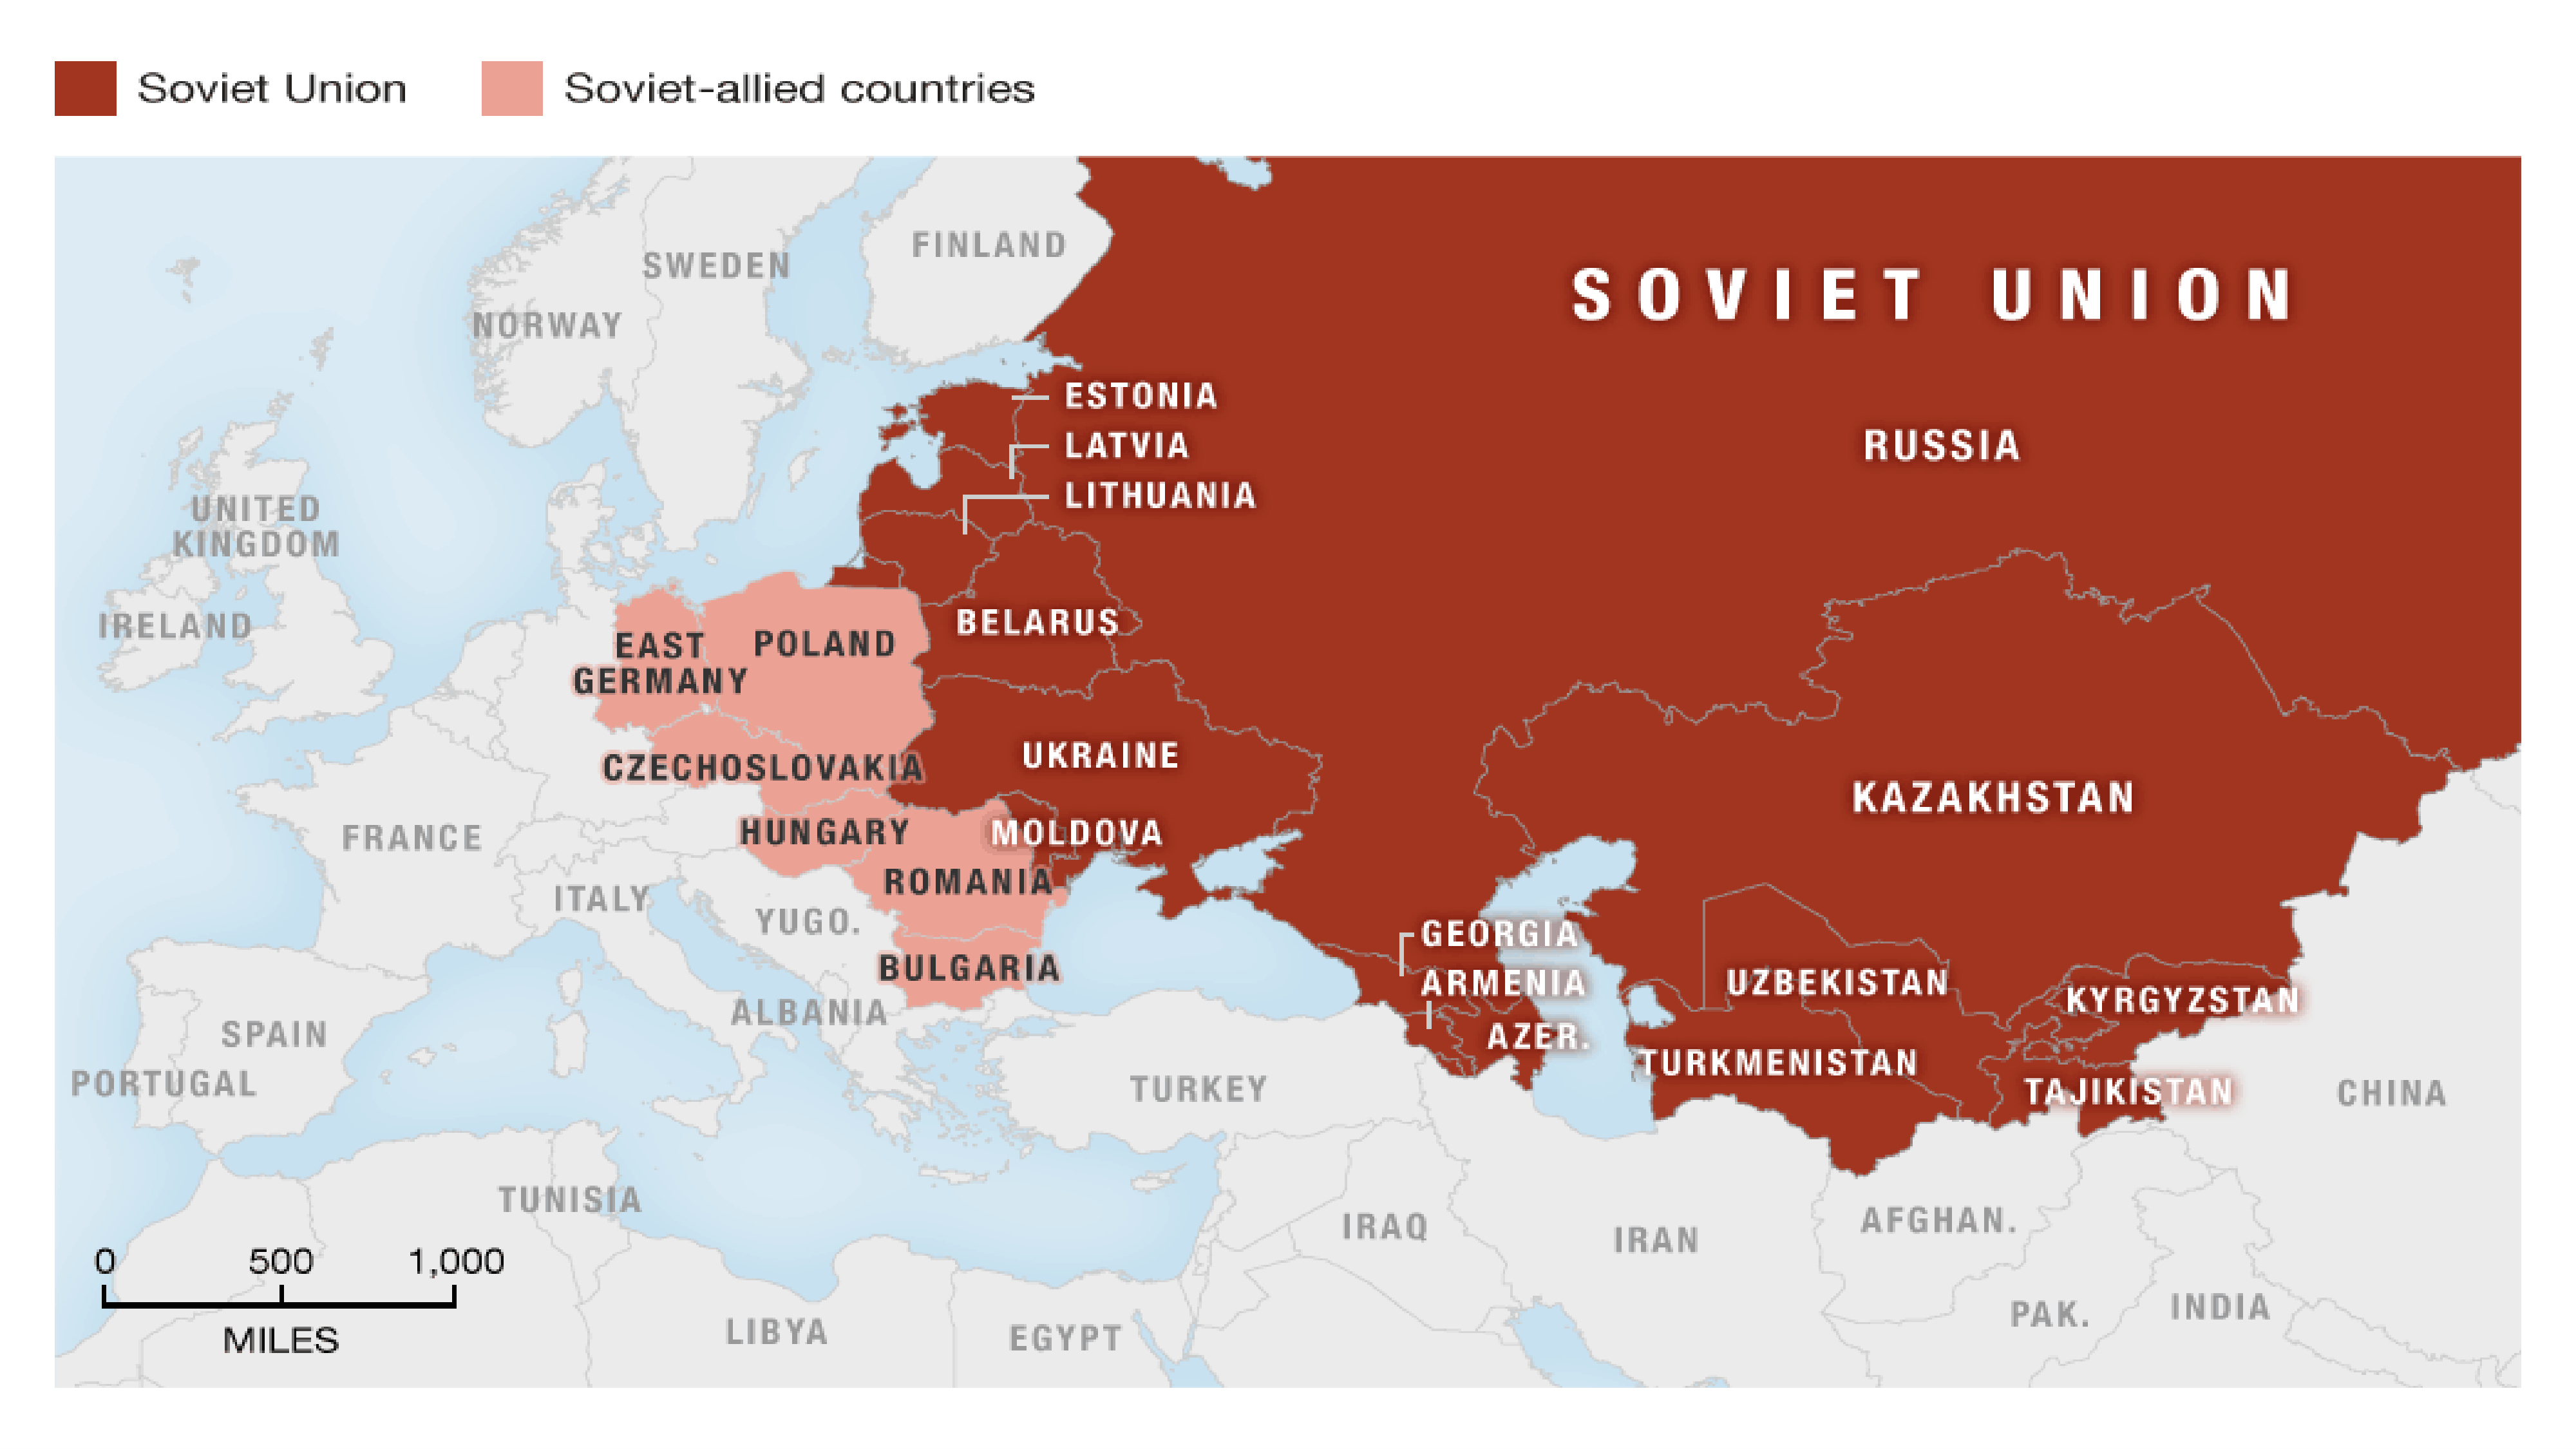 Soviet Union
Soviet-allied countries
SOVIET UNION
FINLAND
SWEDEN
NORWAY
ESTONIA
LATVIA
LITHUANIA
RUSSIA
UNITED
KINGDOM
IRELAND
BELARUS
EAST
GERMANY
POLAND
CZECHOSLOVAKIA
UKRAINE
KAZAKHSTAN
FRANCE
HUNGARY
MOLDOVA
ROMANIA
ITALY
YUGO.
GEORGIA
BULGARIA
ARMENIA
UZBEKISTAN
KYRGYZSTAN
ALBANIA
SPAIN
AZER.
TURKMENISTAN
PORTUGAL
TURKEY
TAJIKISTAN
CHINA
TUNISIA
IRAQ
IRAN
AFGHAN.
0 500 1,000
MILES
LIBYA
EGYPT
PAK.
INDIA